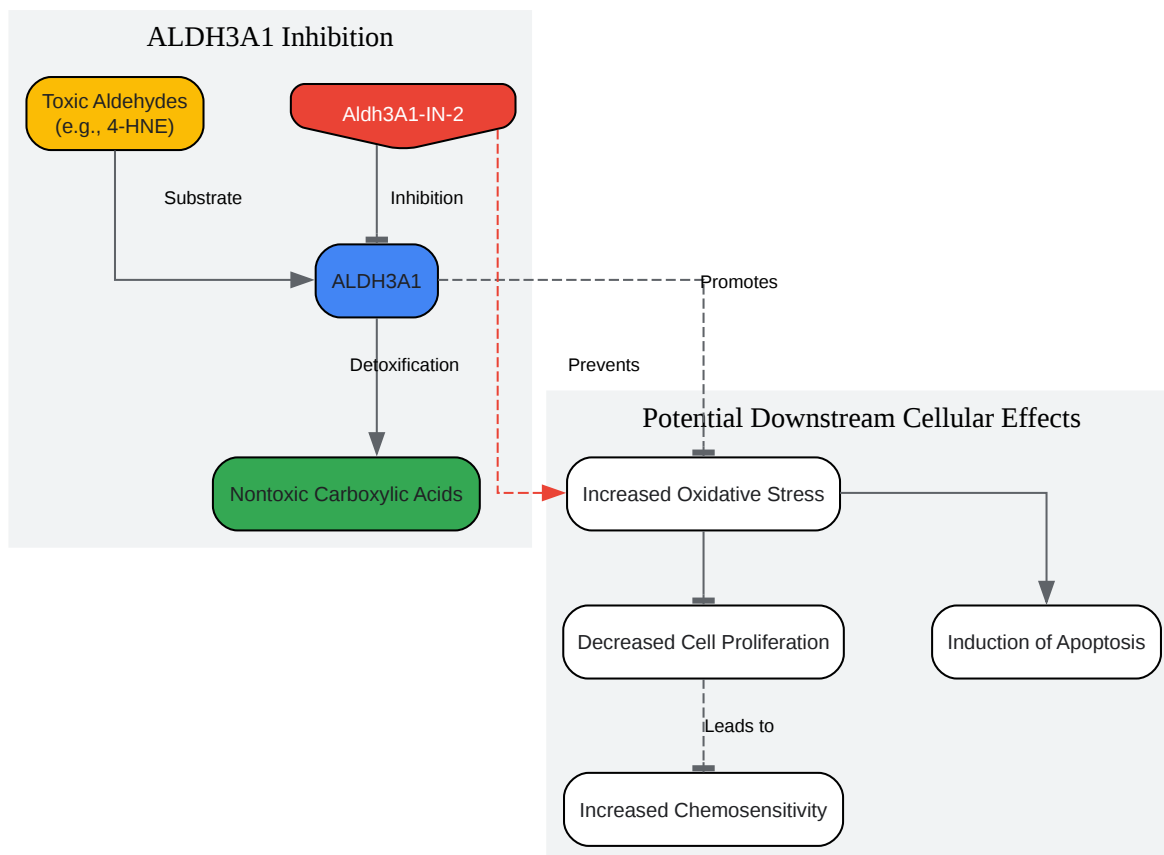 ALDH3A1 Inhibition
Toxic Aldehydes
(e.g., 4-HNE)
Aldh3A1-IN-2
Substrate
Inhibition
ALDH3A1
Promotes
Detoxification
Prevents
Potential Downstream Cellular Effects
Nontoxic Carboxylic Acids
Increased Oxidative Stress
Decreased Cell Proliferation
Induction of Apoptosis
Leads to
Increased Chemosensitivity